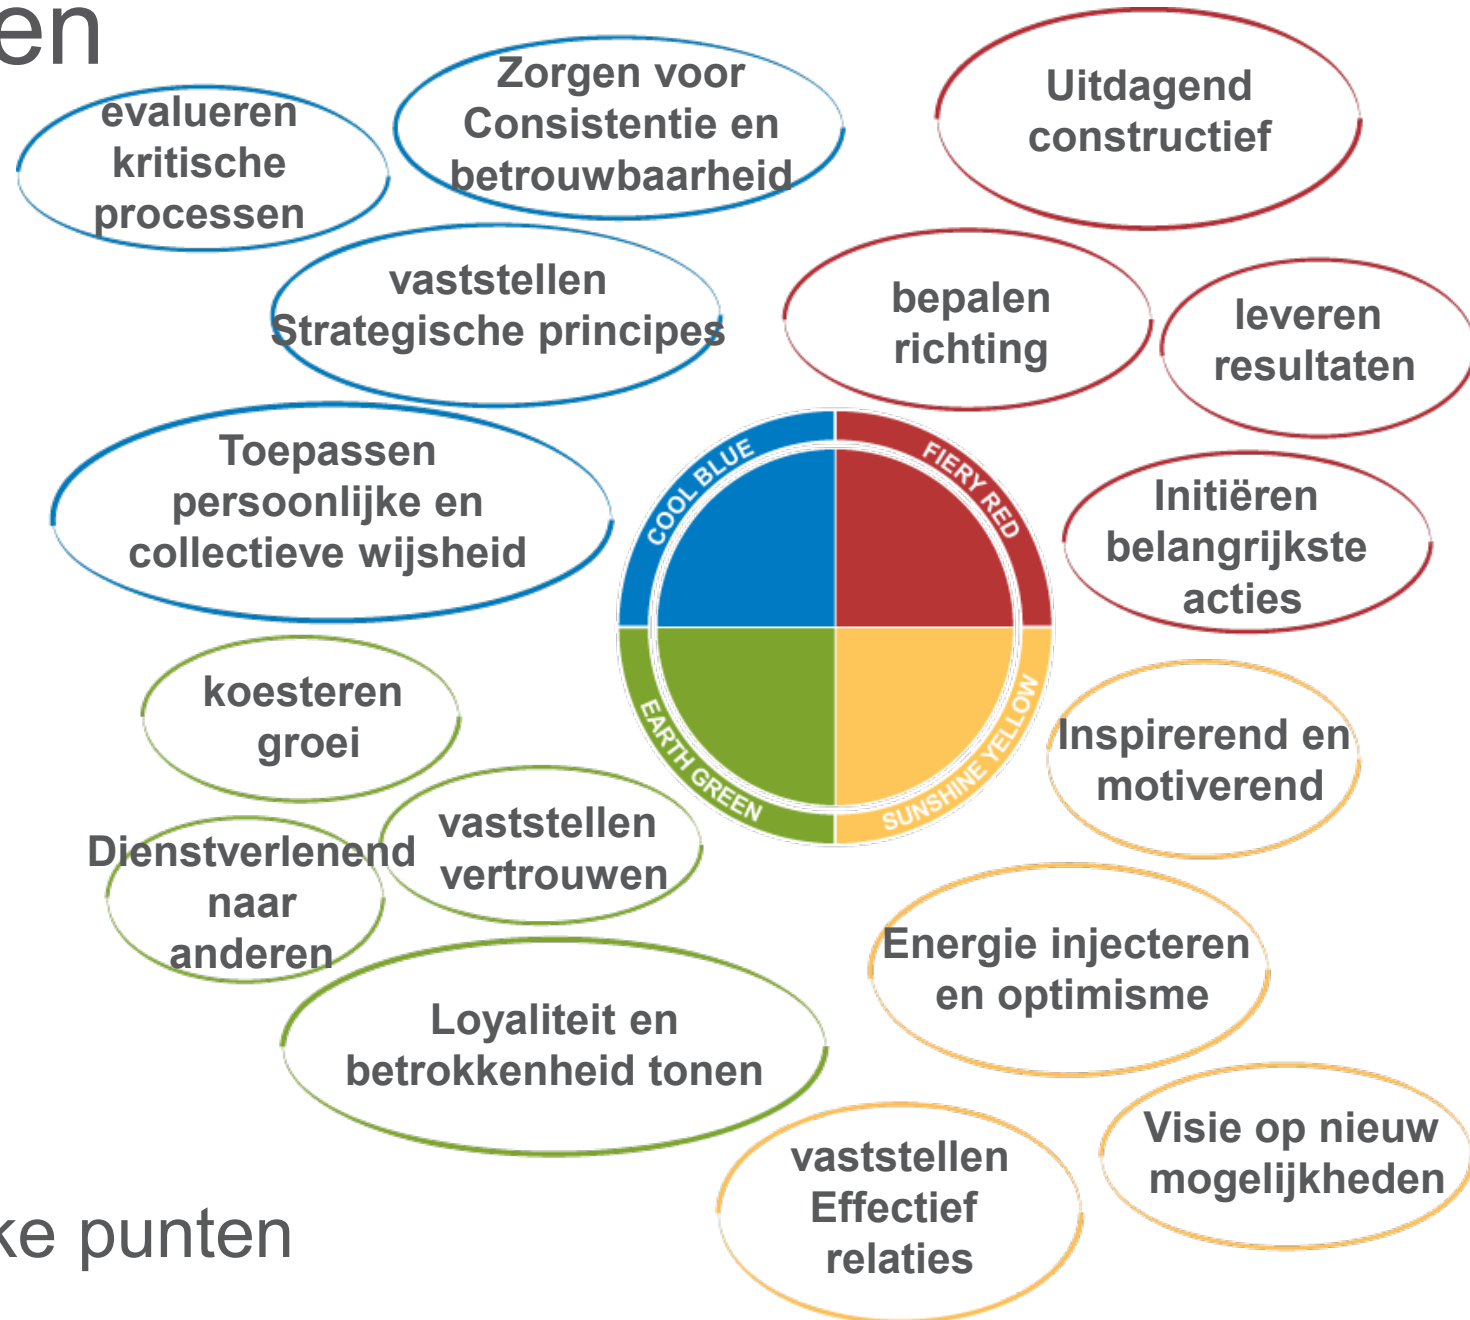 en
evalueren
kritische
processen
Zorgen voor
Consistentie en
betrouwbaarheid
Uitdagend
constructief
vaststellen
Strategische principes
bepalen
richting
leveren
resultaten
Toepassen
persoonlijke en
collectieve wijsheid
COOL BLUE
FIERY RED
Initiëren
belangrijkste
acties
koesteren
groei
EARTH GREEN
SUNSHINE YELLOW
Inspirerend en
motiverend
vaststellen
vertrouwen
Dienstverlenend
naar
anderen
Energie injecteren
en optimisme
Loyaliteit en
betrokkenheid tonen
Visie op nieuw
mogelijkheden
vaststellen
Effectief
relaties
ke punten